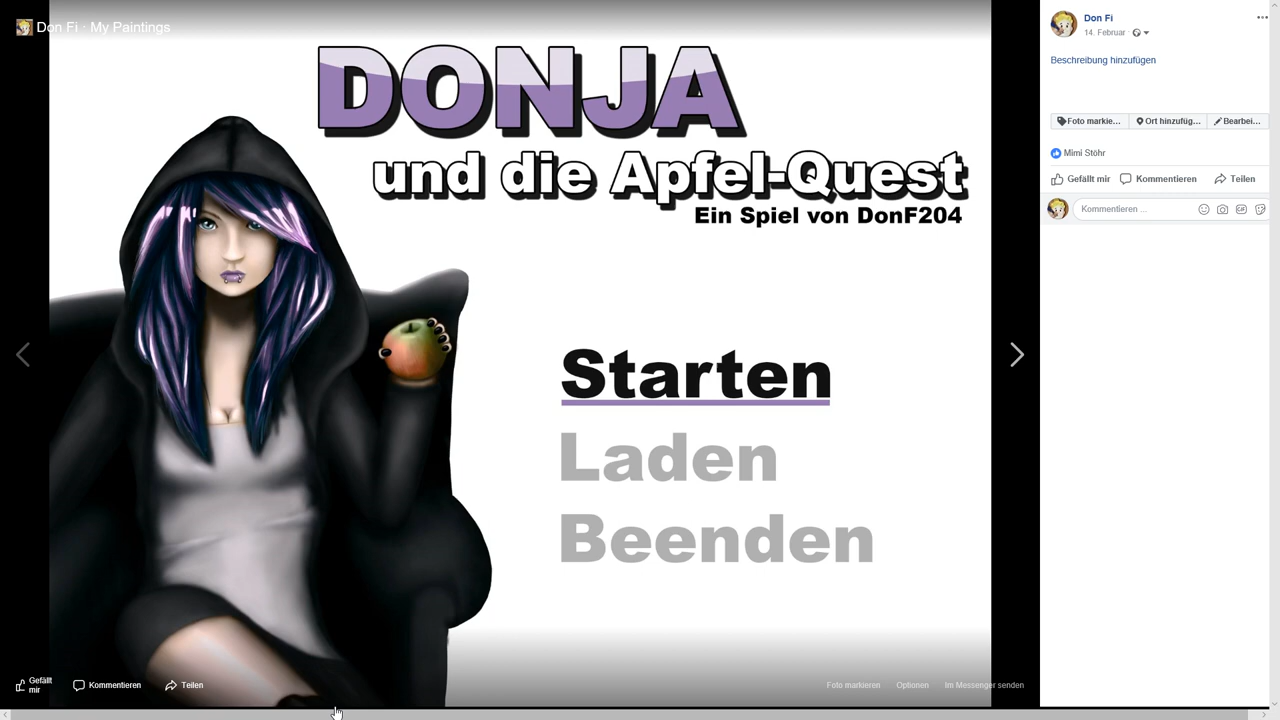 Don Fi · My Paintings
DONJA
und die Apfel-Quest
Ein Spiel von DonF204
Starten
Laden
Beenden
Gefällt mir
Kommentieren
Teilen
Foto markieren
Optionen
Im Messenger senden
Don Fi
14. Februar
Beschreibung hinzufügen
Foto markie...
Ort hinzufüg...
Bearbei...
Mimi Stöhr
Gefällt mir
Kommentieren
Teilen
Kommentieren ...
GIF